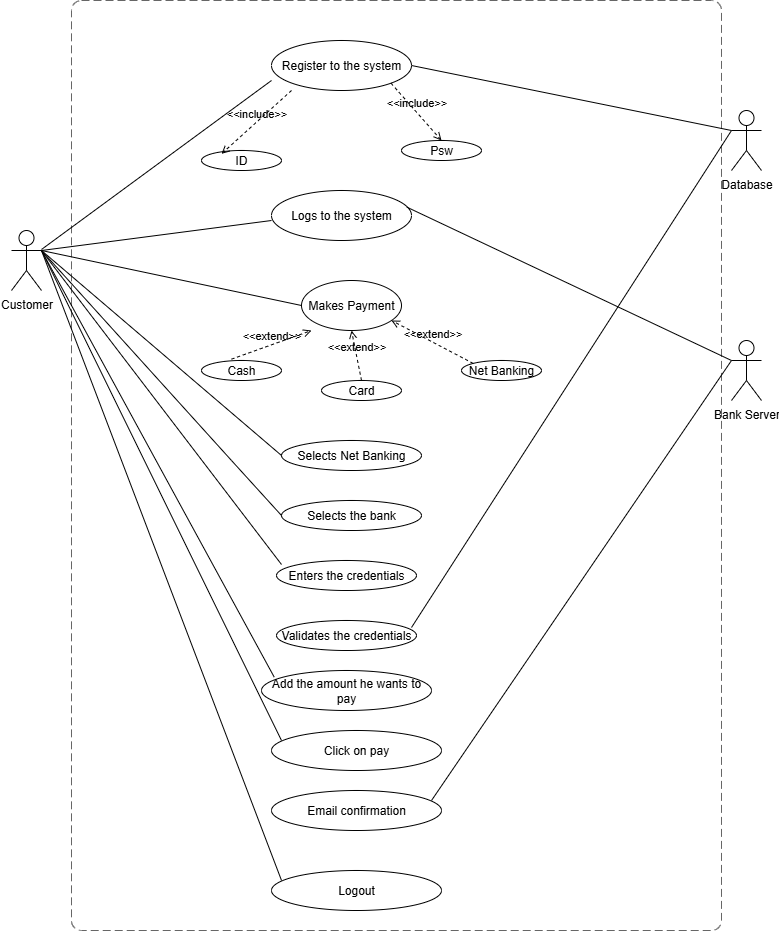 Register to the system
<<include>>
<<include>>
ID
Psw
Database
Logs to the system
Customer
Makes Payment
<<extend>>
<<extend>>
<<extend>>
Cash
Card
Net Banking
Bank Server
Selects Net Banking
Selects the bank
Enters the credentials
Validates the credentials
Add the amount he wants to
pay
Click on pay
Email confirmation
Logout